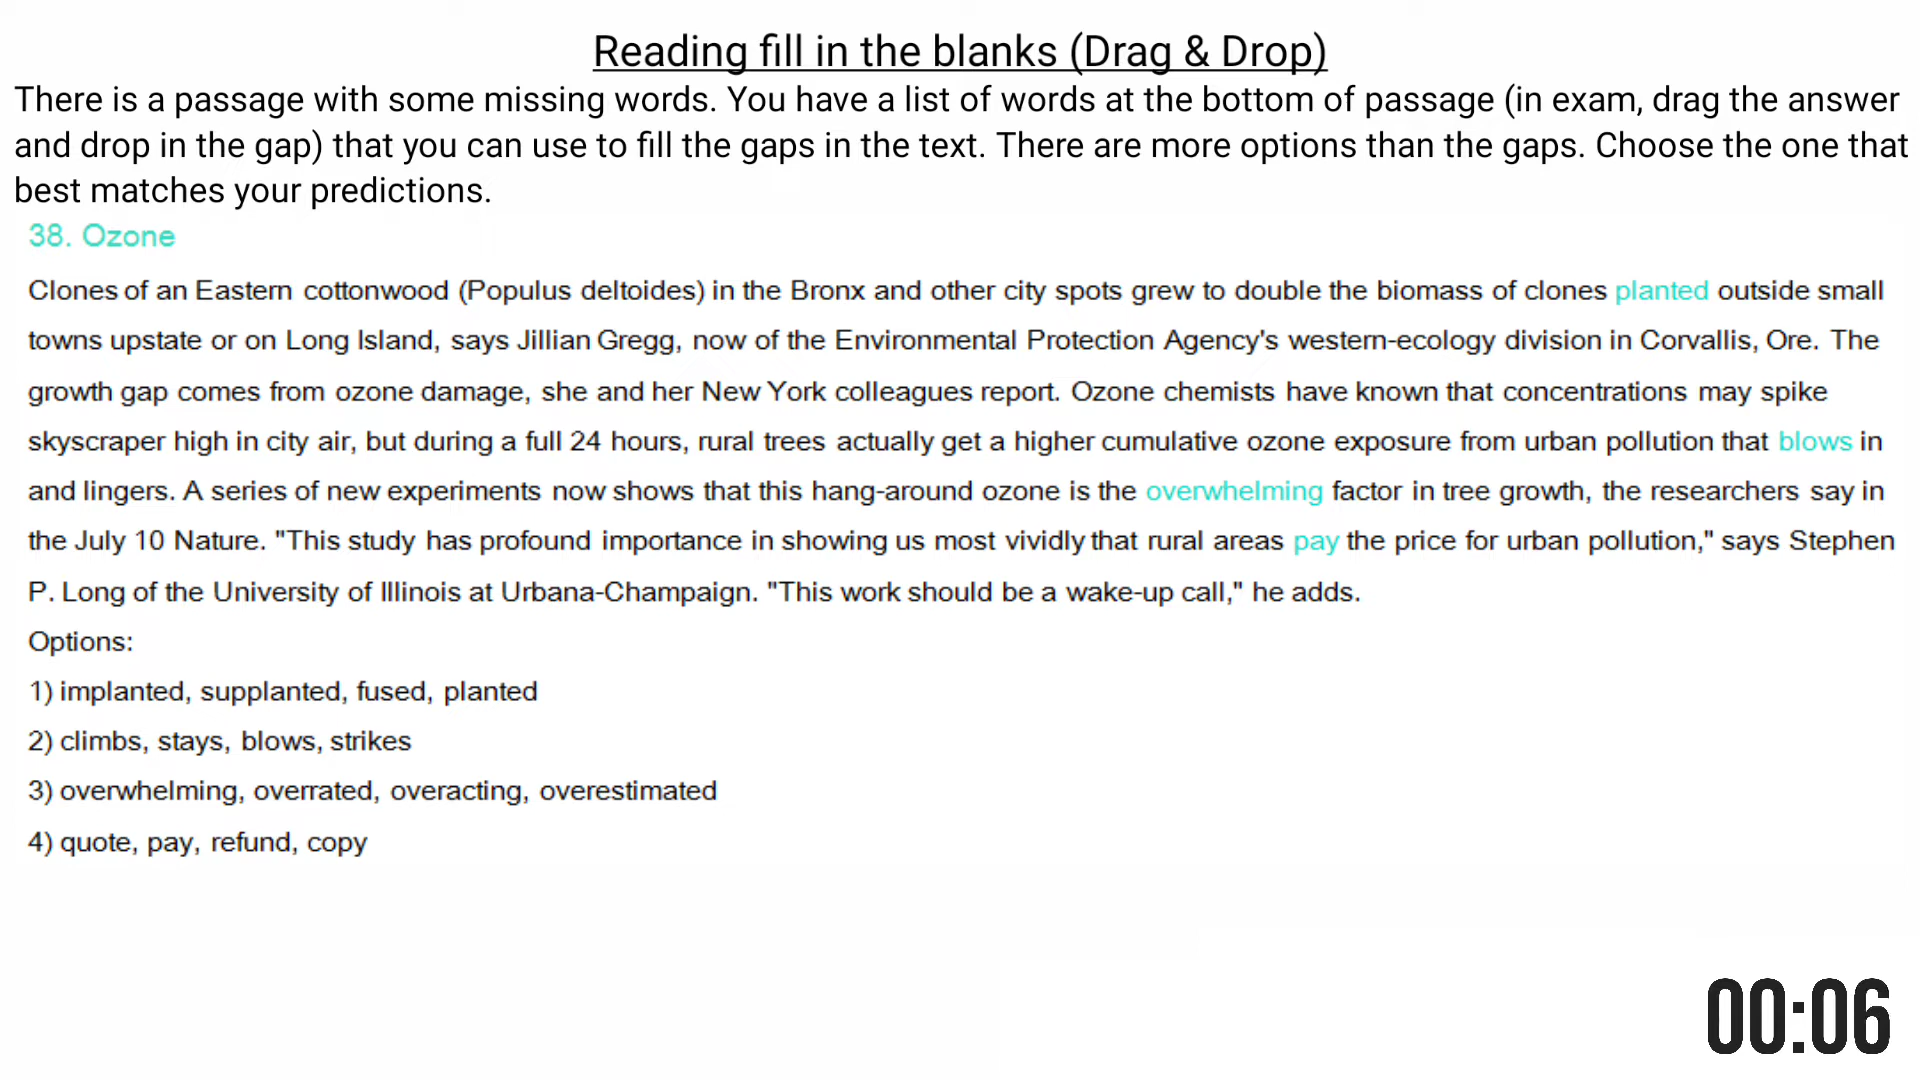 Reading fill in the blanks (Drag & Drop)
There is a passage with some missing words. You have a list of words at the bottom of passage (in exam, drag the answer
and drop in the gap) that you can use to fill the gaps in the text. There are more options than the gaps. Choose the one that
best matches your predictions.
38. Ozone
Clones of an Eastern cottonwood (Populus deltoides) in the Bronx and other city spots grew to double the biomass of clones planted outside small
towns upstate or on Long Island, says Jillian Gregg, now of the Environmental Protection Agency's western-ecology division in Corvallis, Ore. The
growth gap comes from ozone damage, she and her New York colleagues report. Ozone chemists have known that concentrations may spike
skyscraper high in city air, but during a full 24 hours, rural trees actually get a higher cumulative ozone exposure from urban pollution that blows in
and lingers. A series of new experiments now shows that this hang-around ozone is the overwhelming factor in tree growth, the researchers say in
the July 10 Nature. "This study has profound importance in showing us most vividly that rural areas pay the price for urban pollution," says Stephen
P. Long of the University of Illinois at Urbana-Champaign. "This work should be a wake-up call," he adds.
Options:
1) implanted, supplanted, fused, planted
2) climbs, stays, blows, strikes
3) overwhelming, overrated, overacting, overestimated
4) quote, pay, refund, copy
00:06